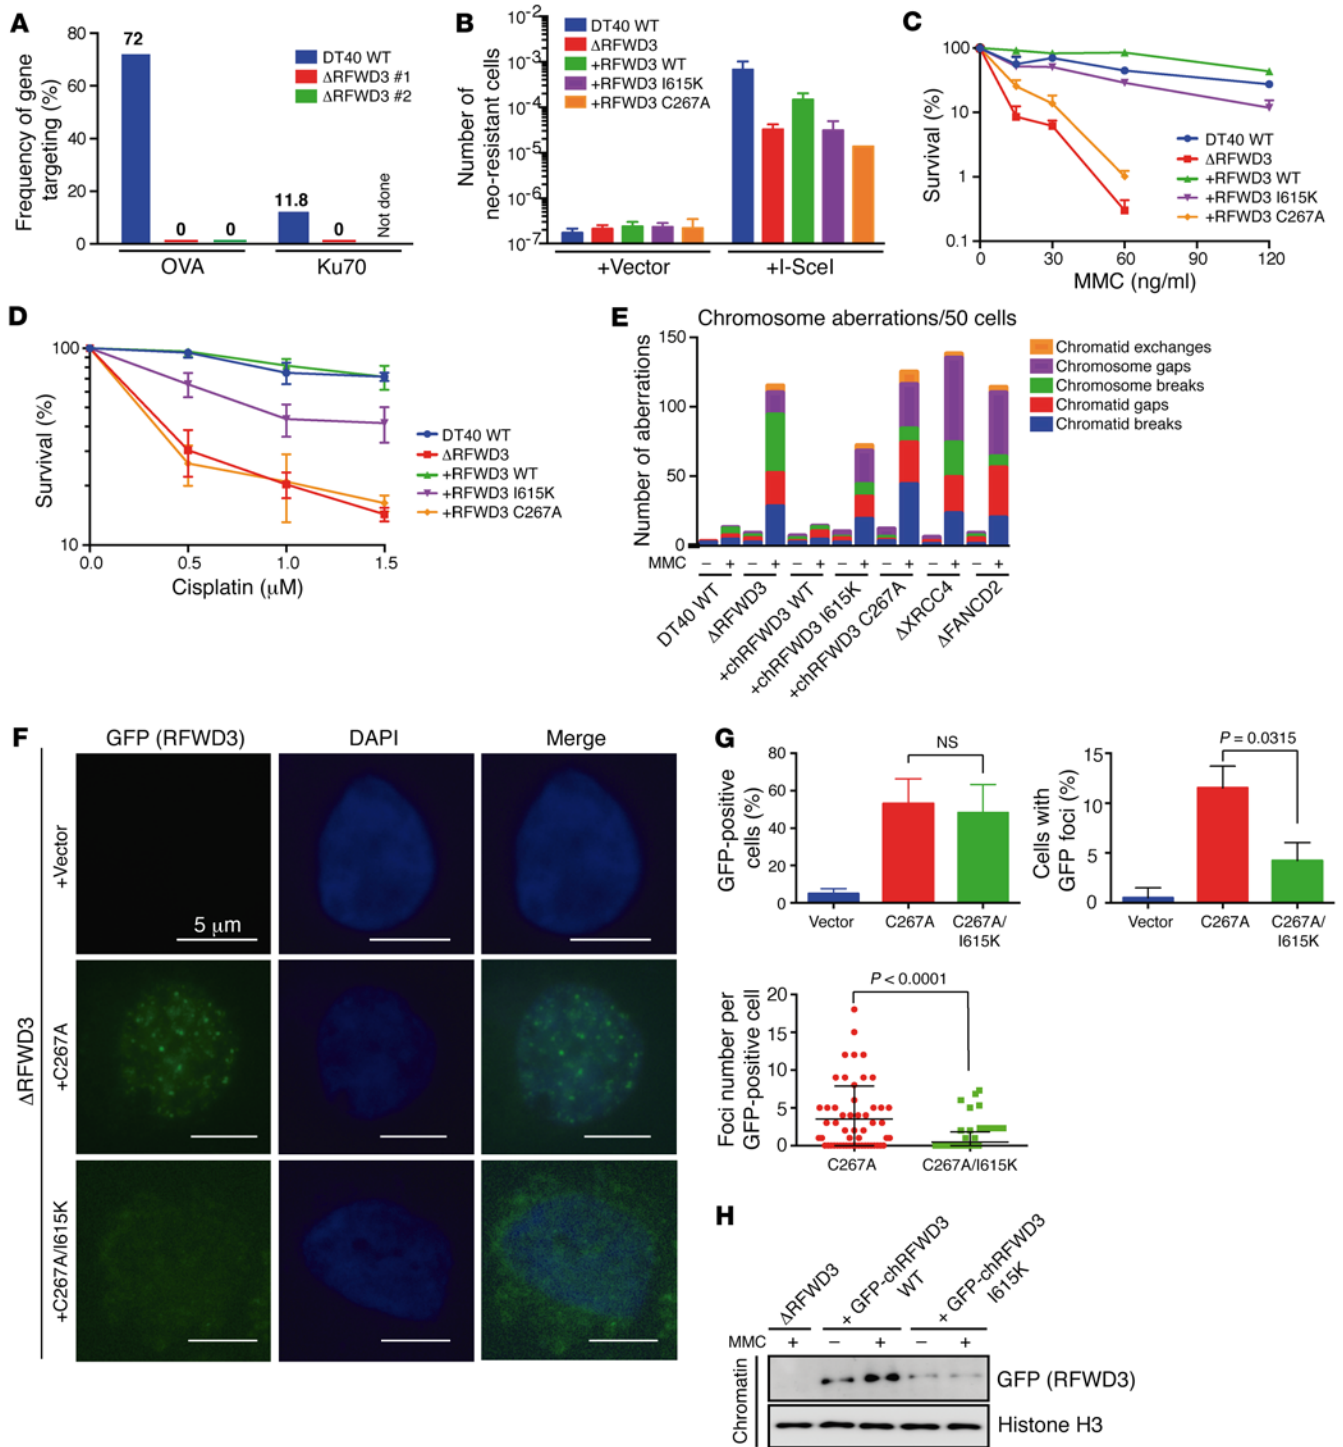 A
Frequency of gene
targeting (%)
80
60
40
20
0
72
0
0
11.8
0
Not done
OVA
Ku70
DT40 WT
ΔRFWD3 #1
ΔRFWD3 #2
B
Number of
neo-resistant cells
10-2
10-3
10-4
10-5
10-6
10-7
DT40 WT
ΔRFWD3
+RFWD3 WT
+RFWD3 I615K
+RFWD3 C267A
+Vector
+I-SceI
C
Survival (%)
100
10
1
0.1
0
30
60
90
120
MMC (ng/ml)
DT40 WT
ΔRFWD3
+RFWD3 WT
+RFWD3 I615K
+RFWD3 C267A
D
Survival (%)
100
10
0.0
0.5
1.0
1.5
Cisplatin (μM)
DT40 WT
ΔRFWD3
+RFWD3 WT
+RFWD3 I615K
+RFWD3 C267A
E
Chromosome aberrations/50 cells
Number of aberrations
150
100
50
0
Chromatid exchanges
Chromosome gaps
Chromosome breaks
Chromatid gaps
Chromatid breaks
MMC – + – + – + – + – + – + – +
DT40 WT
ΔRFWD3
+chRFWD3 WT
+chRFWD3 I615K
+chRFWD3 C267A
ΔXRCC4
ΔFANCD2
F
GFP (RFWD3)
DAPI
Merge
+Vector
5 μm
ΔRFWD3
+C267A
+C267A/I615K
G
GFP-positive
cells (%)
80
60
40
20
0
NS
Vector
C267A
C267A/
I615K
Cells with
GFP foci (%)
15
10
5
0
P = 0.0315
Vector
C267A
C267A/
I615K
Foci number per
GFP-positive cell
20
15
10
5
0
P < 0.0001
C267A
C267A/I615K
H
ΔRFWD3
+ GFP-chRFWD3
WT
+ GFP-chRFWD3
I615K
MMC + – + – +
Chromatin
GFP (RFWD3)
Histone H3